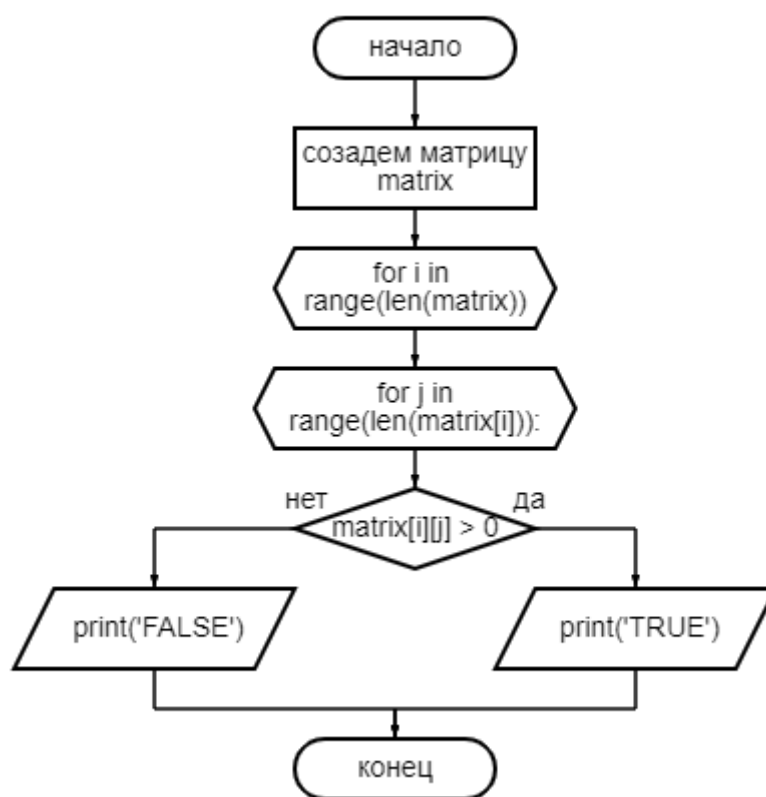 начало
созадем матрицу
matrix
for i in
range(len(matrix))
for j in
range(len(matrix[i])):
нет
да
matrix[i][j] > 0
print('FALSE')
print('TRUE')
конец